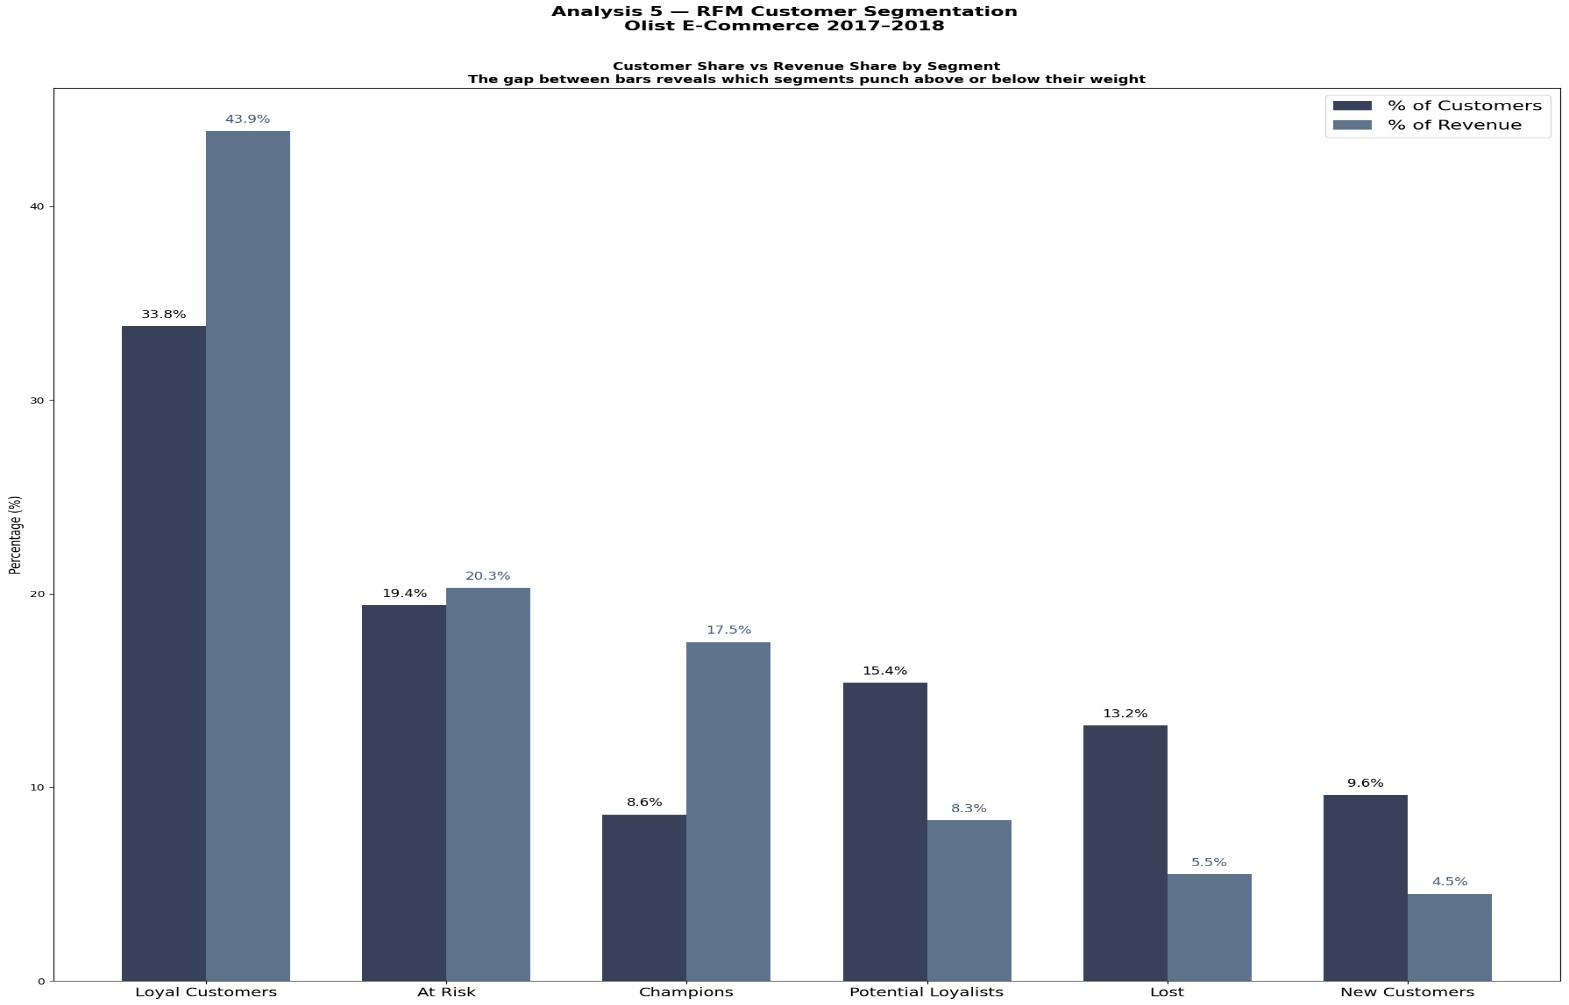 Analysis 5 — RFM Customer Segmentation
Olist E-Commerce 2017–2018
Customer Share vs Revenue Share by Segment
The gap between bars reveals which segments punch above or below their weight
% of Customers
% of Revenue
Percentage (%)
40
30
20
10
0
33.8%
43.9%
19.4%
20.3%
8.6%
17.5%
15.4%
8.3%
13.2%
5.5%
9.6%
4.5%
Loyal Customers
At Risk
Champions
Potential Loyalists
Lost
New Customers